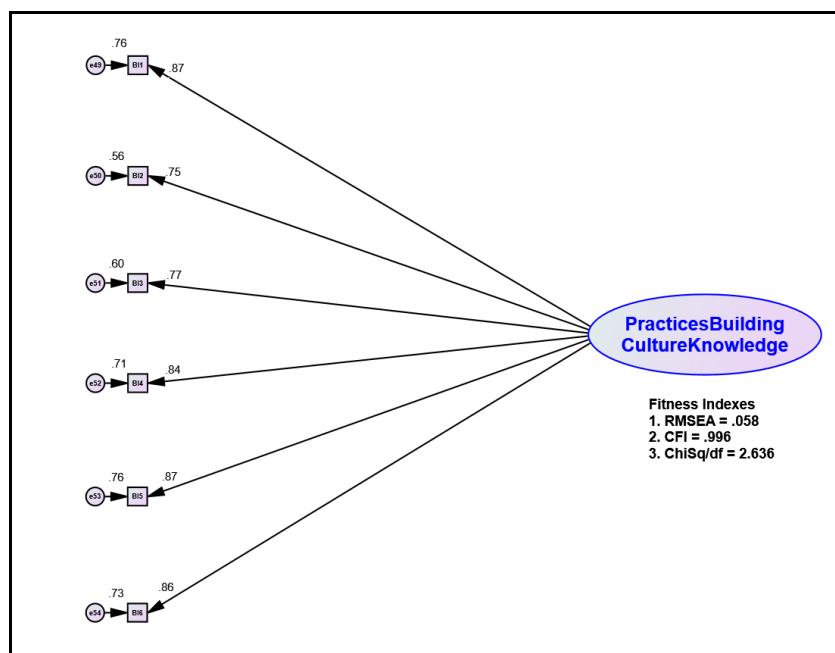 .76
e49
BI1
.87
.56
e50
BI2
.75
.60
e51
BI3
.77
PracticesBuilding
CultureKnowledge
.71
e52
BI4
.84
Fitness Indexes
1. RMSEA = .058
2. CFI = .996
3. ChiSq/df = 2.636
.76
e53
BI5
.87
.73
e54
BI6
.86